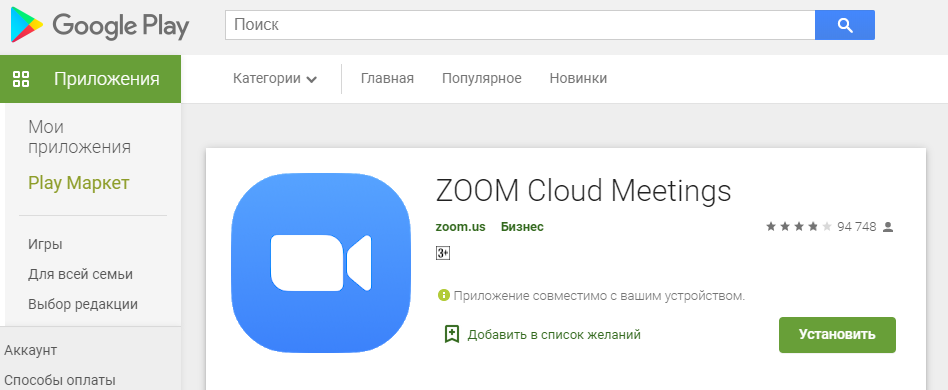 Google Play
Поиск
Приложения
Категории
Главная
Популярное
Новинки
Мои
приложения
Play Маркет
Игры
Для всей семьи
Выбор редакции
Аккаунт
Способы оплаты
ZOOM Cloud Meetings
zoom.us Бизнес
94 748
3+
Приложение совместимо с вашим устройством.
Добавить в список желаний
Установить